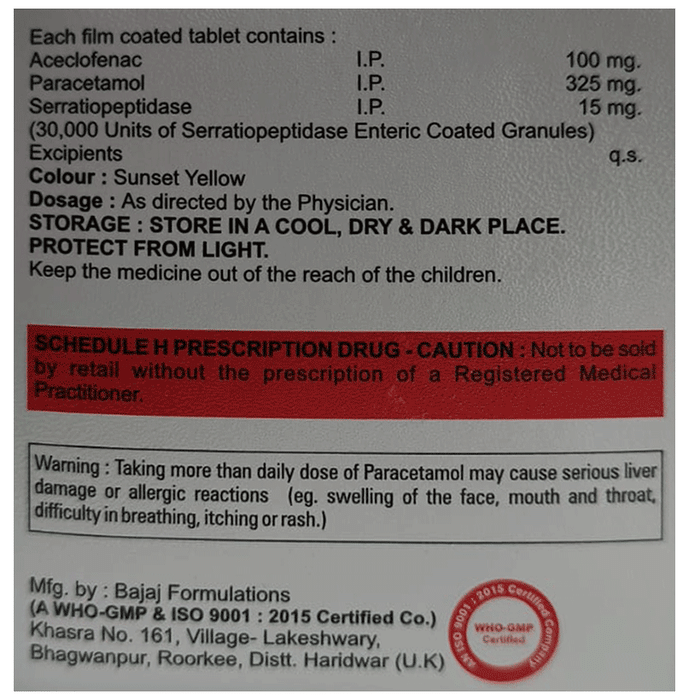 Each film coated tablet contains :
Aceclofenac I.P. 100 mg.
Paracetamol I.P. 325 mg.
Serratiopeptidase I.P. 15 mg.
(30,000 Units of Serratiopeptidase Enteric Coated Granules)
Excipients q.s.
Colour : Sunset Yellow
Dosage : As directed by the Physician.
STORAGE : STORE IN A COOL, DRY & DARK PLACE.
PROTECT FROM LIGHT.
Keep the medicine out of the reach of the children.
SCHEDULE H PRESCRIPTION DRUG - CAUTION : Not to be sold
by retail without the prescription of a Registered Medical
Practitioner.
Warning : Taking more than daily dose of Paracetamol may cause serious liver
damage or allergic reactions (eg. swelling of the face, mouth and throat,
difficulty in breathing, itching or rash.)
Mfg. by : Bajaj Formulations
(A WHO-GMP & ISO 9001 : 2015 Certified Co.)
Khasra No. 161, Village- Lakeshwary,
Bhagwanpur, Roorkee, Distt. Haridwar (U.K)
AN ISO 9001 : 2015 Certified Company
WHO-GMP
Certified